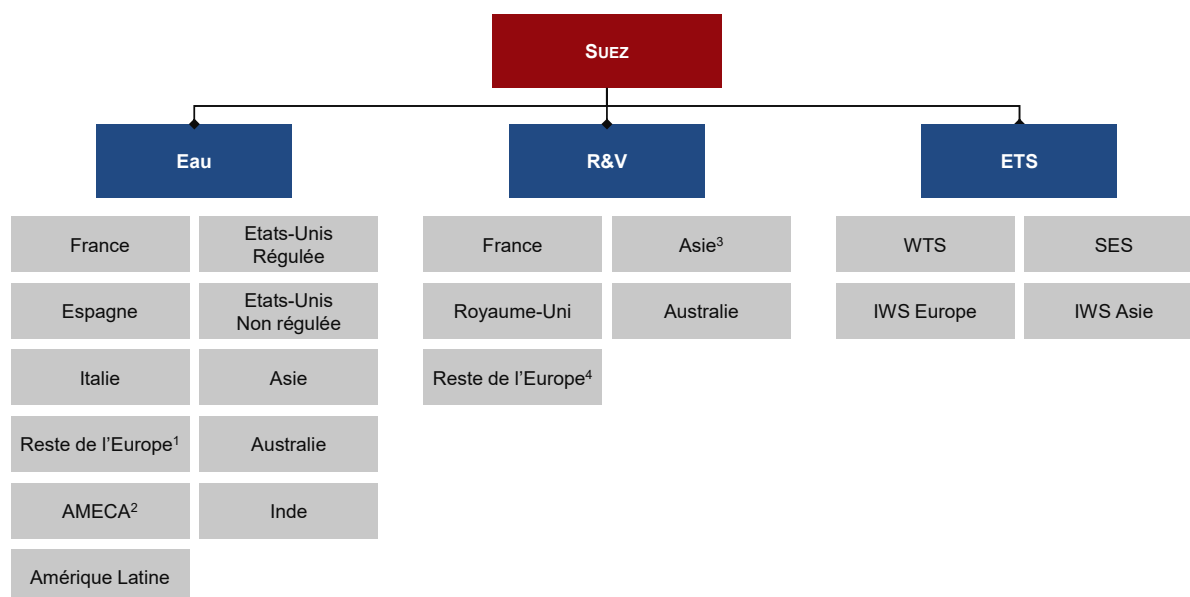 SUEZ
Eau
R&V
ETS
France
Etats-Unis
Régulée
France
Asie³
WTS
SES
Espagne
Etats-Unis
Non régulée
Royaume-Uni
Australie
IWS Europe
IWS Asie
Italie
Asie
Reste de l’Europe⁴
Reste de l’Europe¹
Australie
AMECA²
Inde
Amérique Latine